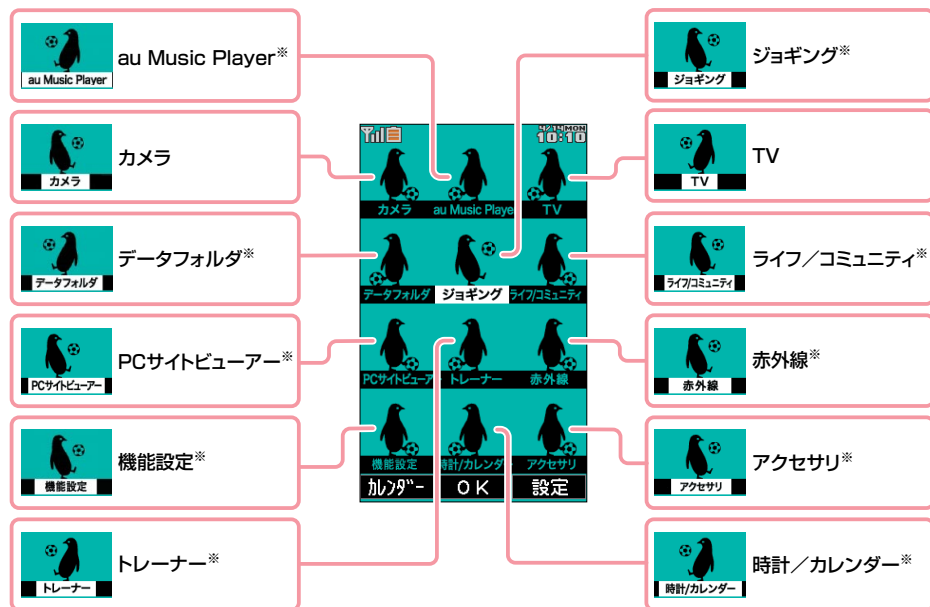 au Music Player
au Music Player※
カメラ
カメラ
データフォルダ
データフォルダ※
PCサイトビューアー
PCサイトビューアー※
機能設定
機能設定※
トレーナー
トレーナー※
4/14MON
10:10
カメラ au Music Player TV
データフォルダ ジョギング ライフ/コミュニティ
PCサイトビューアー トレーナー 赤外線
機能設定 時計/カレンダー アクセサリ
カレンダー OK 設定
ジョギング
ジョギング※
TV
TV
ライフ/コミュニティ
ライフ／コミュニティ※
赤外線
赤外線※
アクセサリ
アクセサリ※
時計/カレンダー
時計／カレンダー※